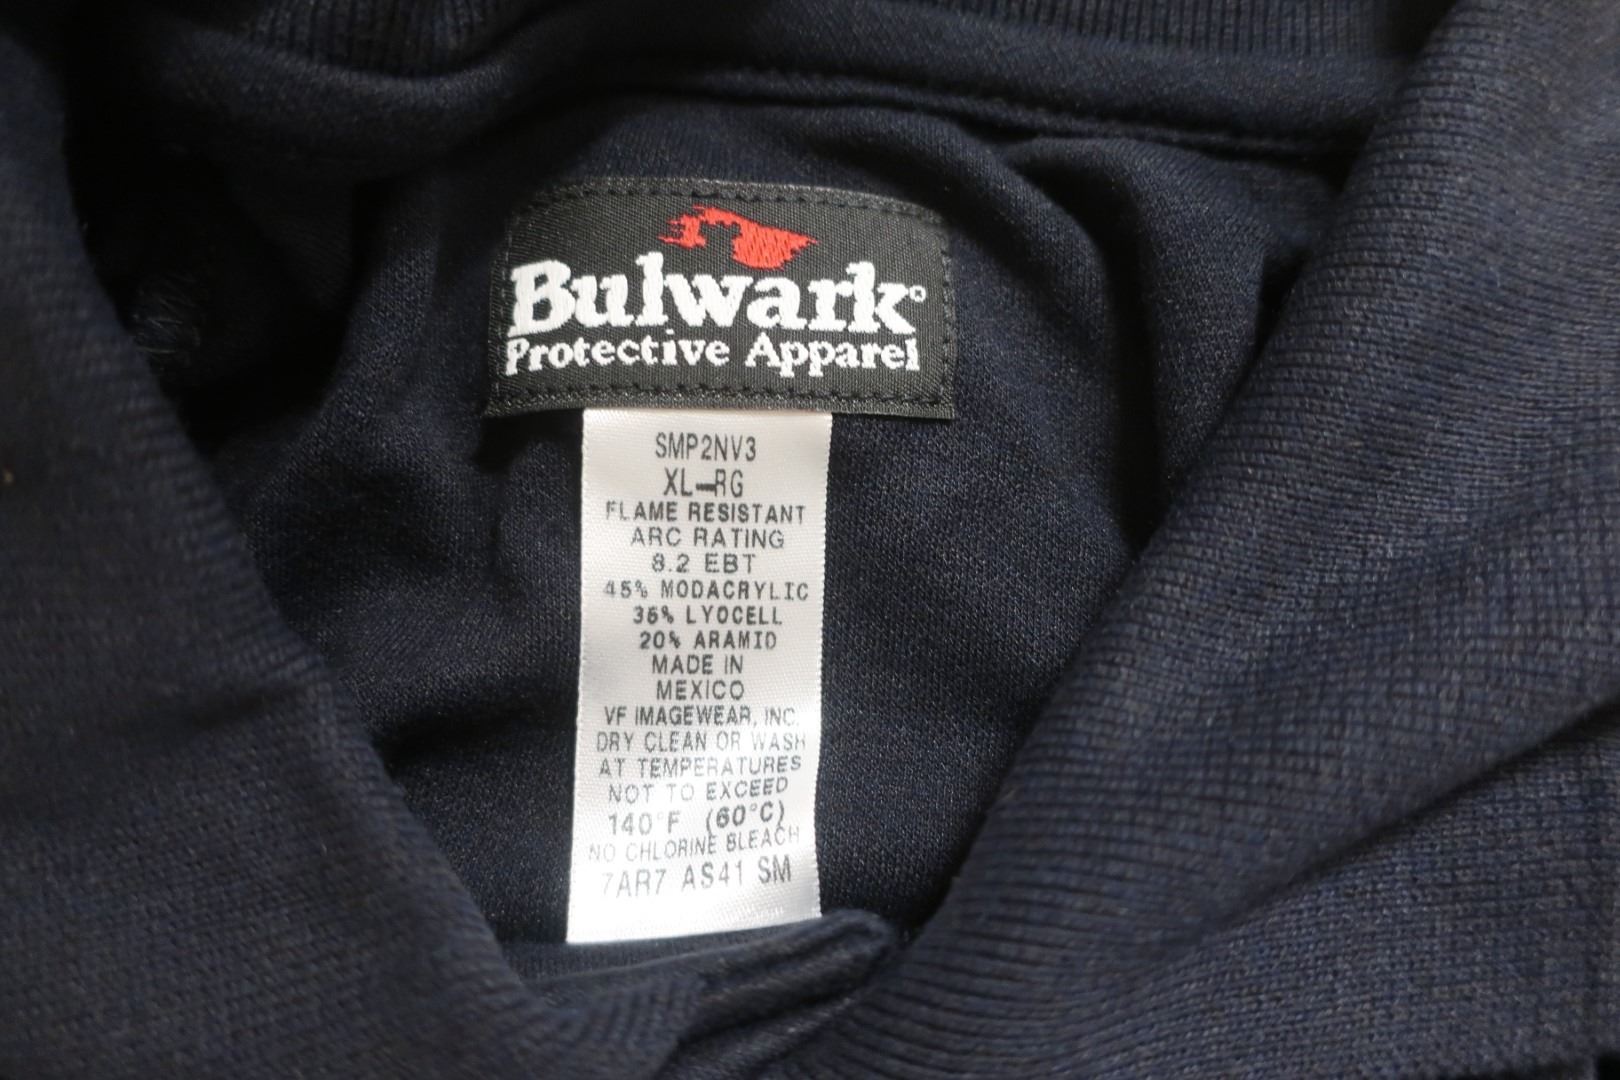 Bulwark®
Protective Apparel
SMP2NV3
XL-RG
FLAME RESISTANT
ARC RATING
8.2 EBT
45% MODACRYLIC
35% LYOCELL
20% ARAMID
MADE IN
MEXICO
VF IMAGEWEAR, INC.
DRY CLEAN OR WASH
AT TEMPERATURES
NOT TO EXCEED
140°F (60°C)
NO CHLORINE BLEACH
7AR7 AS41 SM